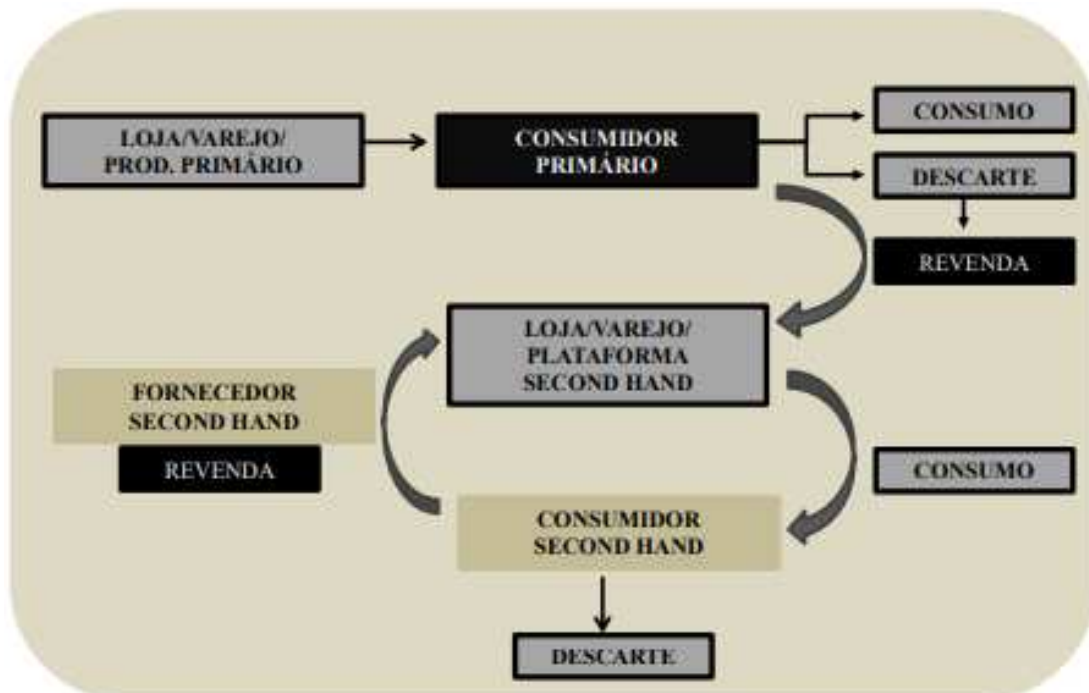 LOJA/VAREJO/
PROD. PRIMÁRIO
CONSUMIDOR
PRIMÁRIO
CONSUMO
DESCARTE
REVENDA
LOJA/VAREJO/
PLATAFORMA
SECOND HAND
FORNECEDOR
SECOND HAND
REVENDA
CONSUMO
CONSUMIDOR
SECOND HAND
DESCARTE